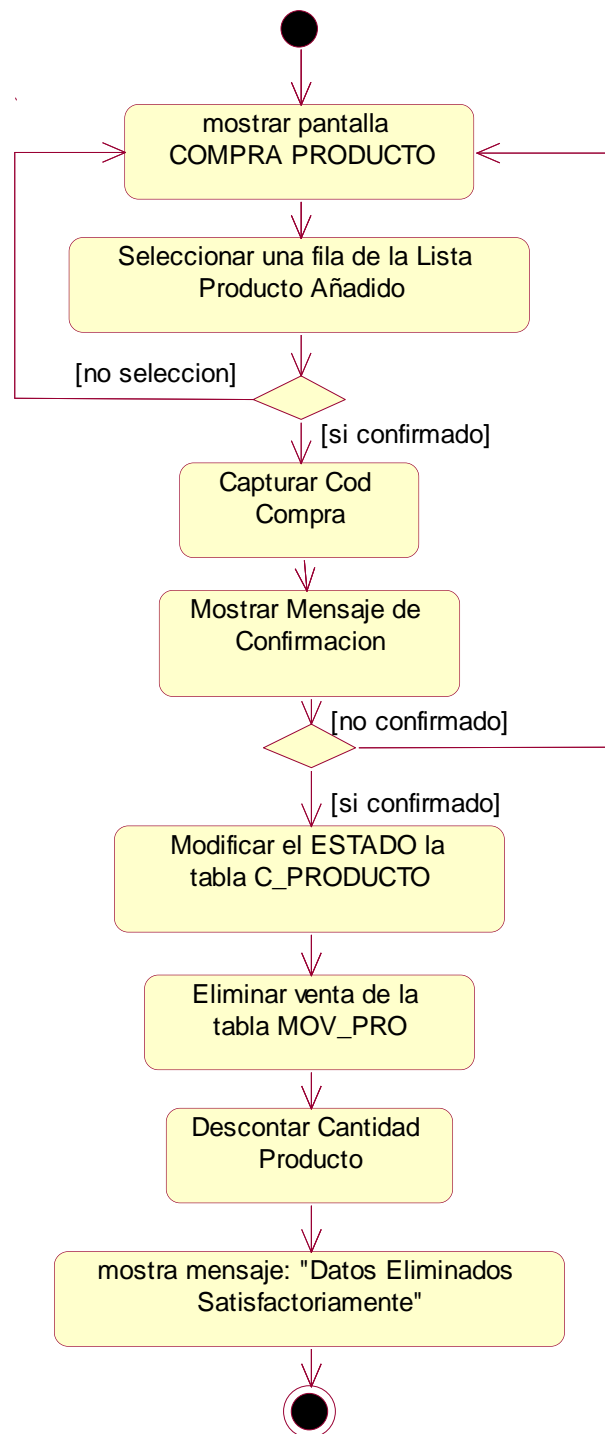 mostrar pantalla
COMPRA PRODUCTO
Seleccionar una fila de la Lista
Producto Añadido
[no seleccion]
[si confirmado]
Capturar Cod
Compra
Mostrar Mensaje de
Confirmacion
[no confirmado]
[si confirmado]
Modificar el ESTADO la
tabla C_PRODUCTO
Eliminar venta de la
tabla MOV_PRO
Descontar Cantidad
Producto
mostra mensaje: "Datos Eliminados
Satisfactoriamente"